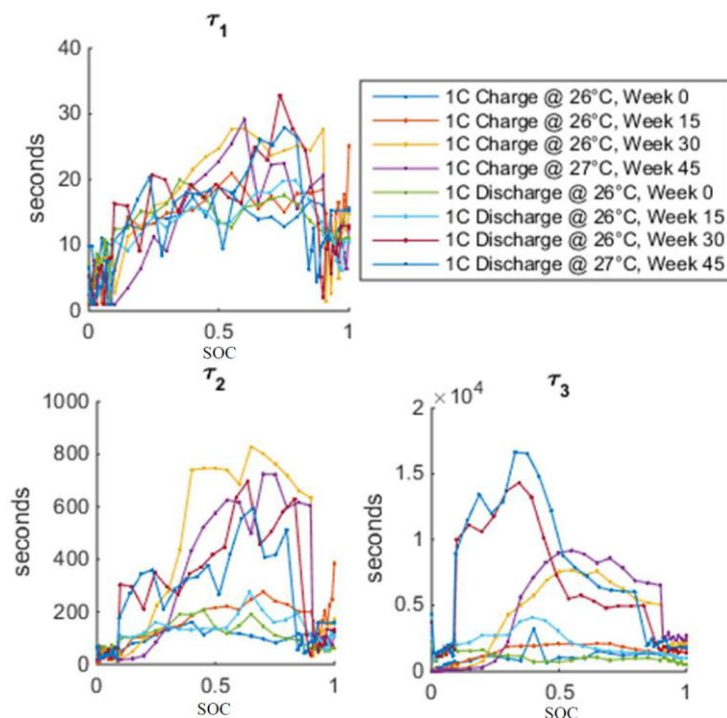 τ1
40
30
20
10
0
seconds
0 0.5 1
SOC
1C Charge @ 26°C, Week 0
1C Charge @ 26°C, Week 15
1C Charge @ 26°C, Week 30
1C Charge @ 27°C, Week 45
1C Discharge @ 26°C, Week 0
1C Discharge @ 26°C, Week 15
1C Discharge @ 26°C, Week 30
1C Discharge @ 27°C, Week 45
τ2
1000
800
600
400
200
0
seconds
0 0.5 1
SOC
τ3
× 10^4
2
1.5
1
0.5
0
seconds
0 0.5 1
SOC